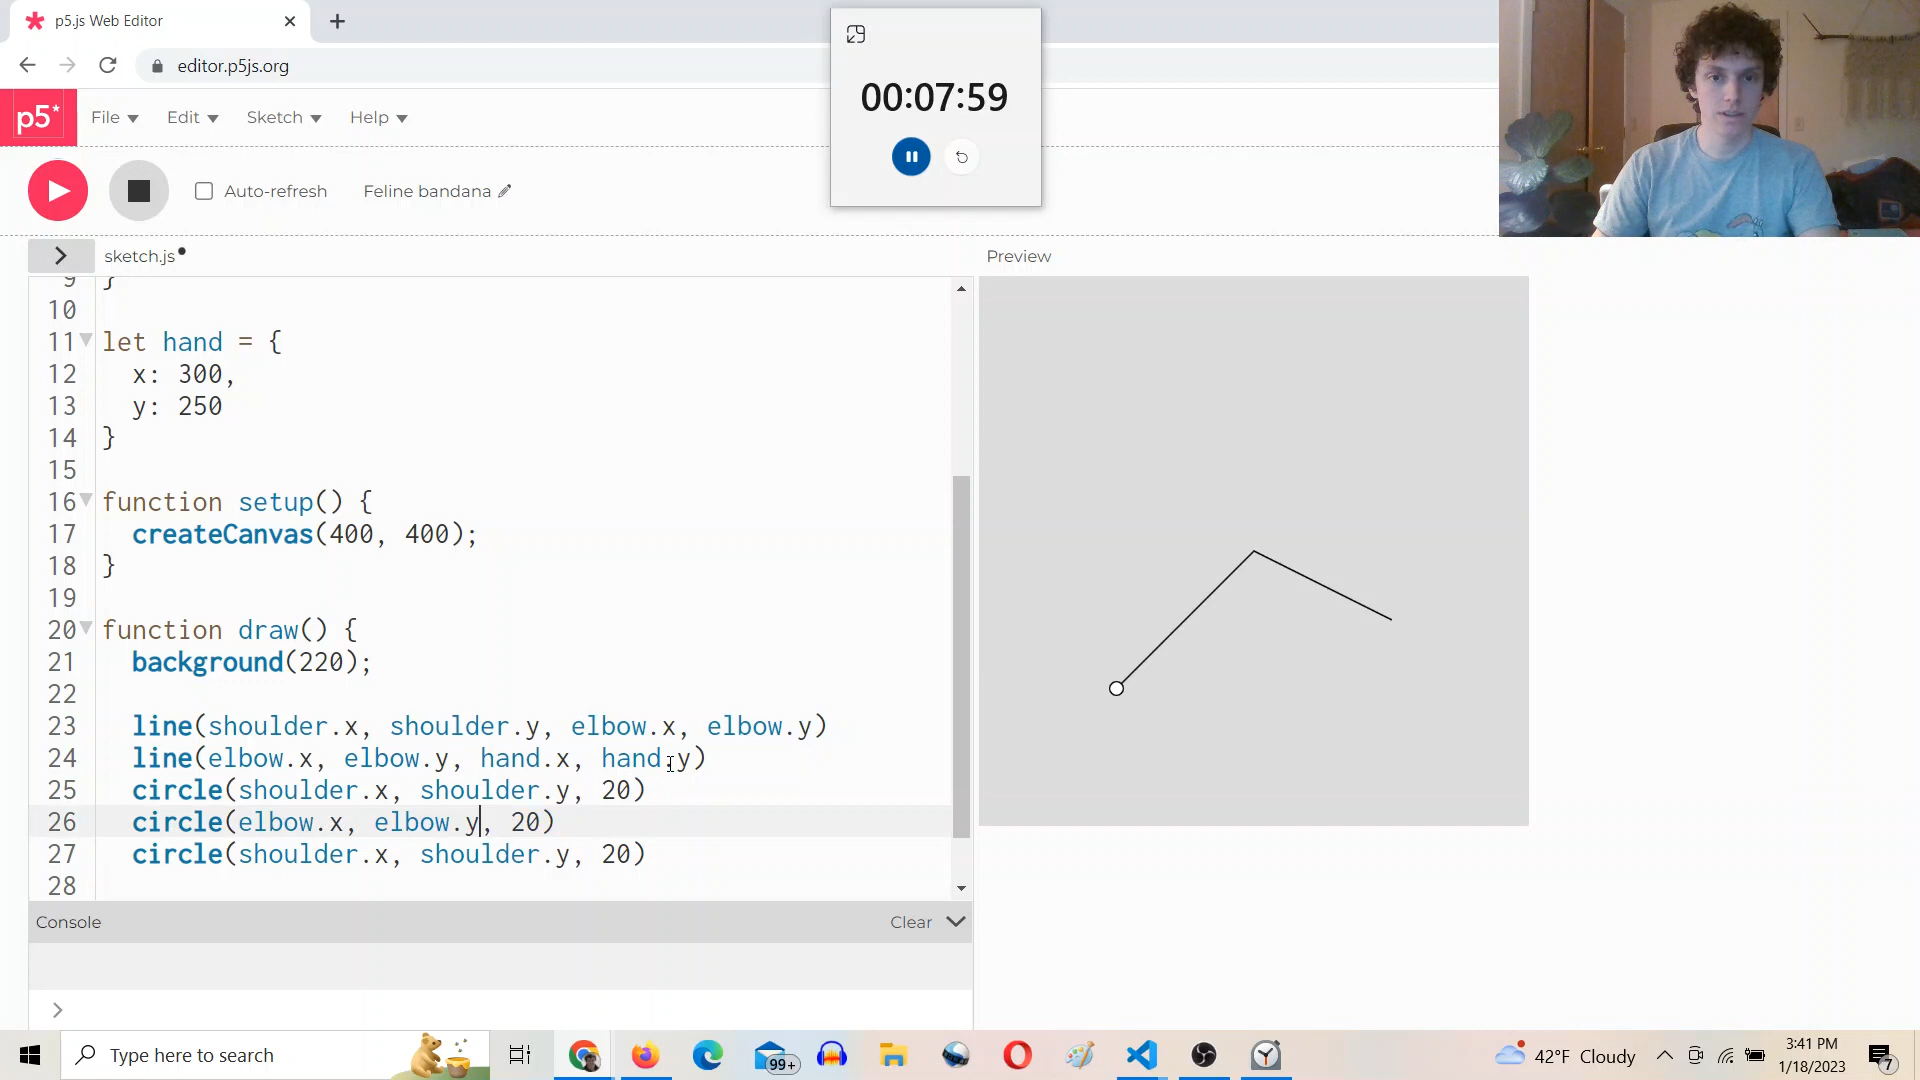 p5.js Web Editor
editor.p5js.org
00:07:59
p5*
File
Edit
Sketch
Help
Auto-refresh
Feline bandana
sketch.js
Preview
9 }
10
11 let hand = {
12 x: 300,
13 y: 250
14 }
15
16 function setup() {
17 createCanvas(400, 400);
18 }
19
20 function draw() {
21 background(220);
22
23 line(shoulder.x, shoulder.y, elbow.x, elbow.y)
24 line(elbow.x, elbow.y, hand.x, hand.y)
25 circle(shoulder.x, shoulder.y, 20)
26 circle(elbow.x, elbow.y, 20)
27 circle(shoulder.x, shoulder.y, 20)
28
Console
Clear
>
Type here to search
99+
42°F Cloudy
3:41 PM
1/18/2023
7